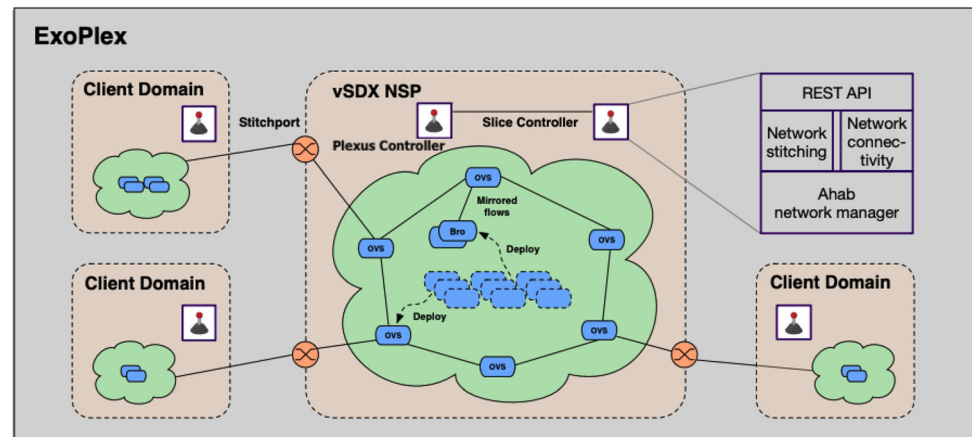 ExoPlex
Client Domain
Stitchport
vSDX NSP
Plexus Controller
Slice Controller
REST API
Network
stitching
Network
connec-
tivity
Ahab
network manager
OVS
Mirrored
flows
Bro
OVS
OVS
Deploy
Deploy
OVS
OVS
OVS
Client Domain
Client Domain